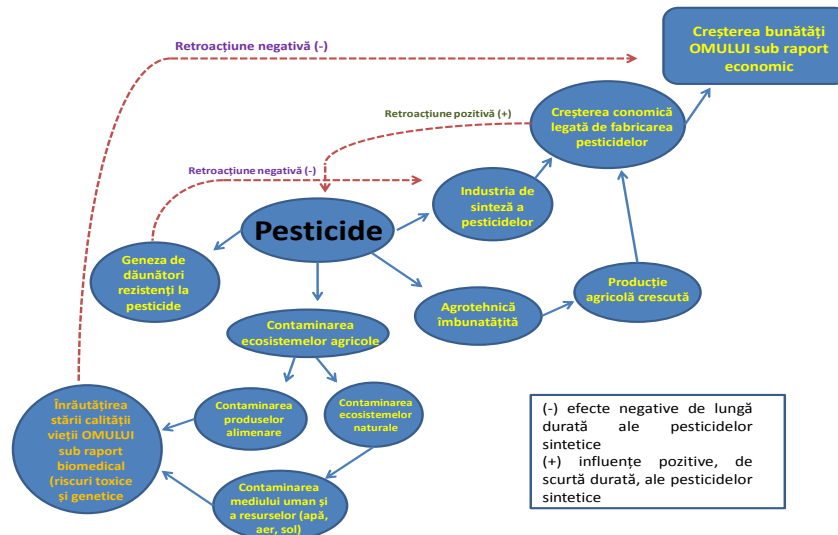 Creșterea bunătăți
OMULUI sub raport
economic
Retroacțiune negativă (-)
Retroacțiune pozitivă (+)
Creșterea conomică
legată de fabricarea
pesticidelor
Retroacțiune negativă (-)
Industria de
sinteză a
pesticidelor
Pesticide
Geneza de
dăunători
rezistenți la
pesticide
Producție
agricolă crescută
Agrotehnică
îmbunatățită
Contaminarea
ecosistemelor agricole
Înrăutățirea
stării calității
vieții OMULUI
sub raport
biomedical
(riscuri toxice
și genetice
Contaminarea
produselor
alimenare
Contaminarea
ecosistemelor
naturale
Contaminarea
mediului uman și
a resurselor (apă,
aer, sol)
(-) efecte negative de lungă
durată ale pesticidelor
sintetice
(+) influențe pozitive, de
scurtă durată, ale pesticidelor
sintetice